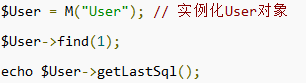 $User = M("User"); // 实例化User对象
$User->find(1);
echo $User->getLastSql();